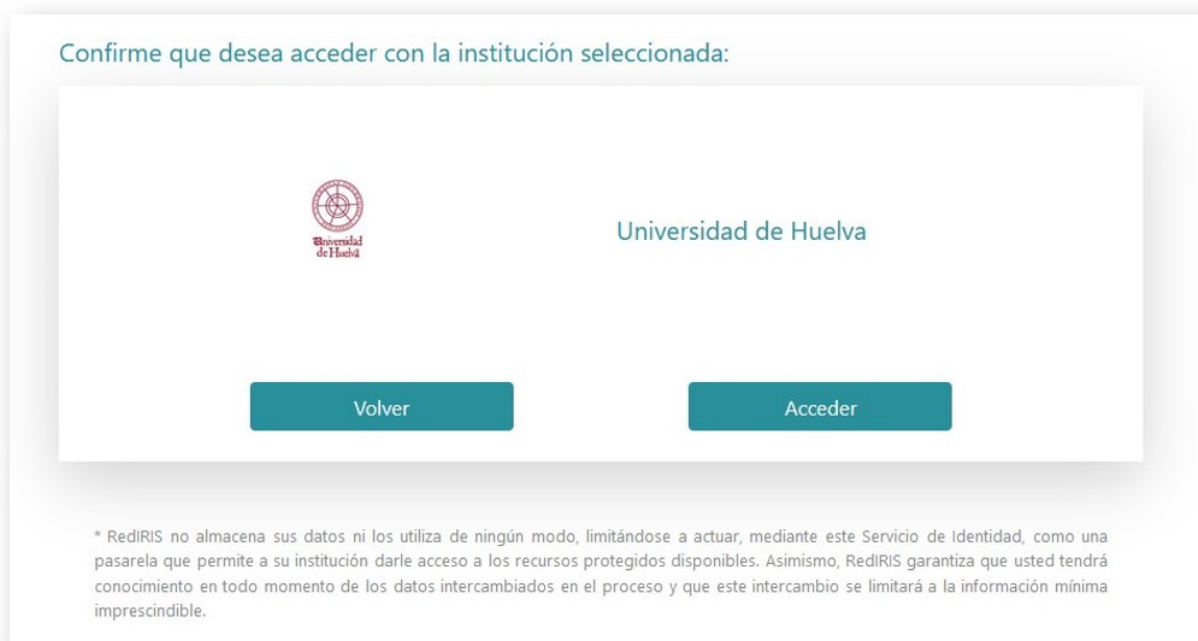 Confirme que desea acceder con la institución seleccionada:
Universidad
de Huelva
Universidad de Huelva
Volver
Acceder
* RedIRIS no almacena sus datos ni los utiliza de ningún modo, limitándose a actuar, mediante este Servicio de Identidad, como una
pasarela que permite a su institución darle acceso a los recursos protegidos disponibles. Asimismo, RedIRIS garantiza que usted tendrá
conocimiento en todo momento de los datos intercambiados en el proceso y que este intercambio se limitará a la información mínima
imprescindible.